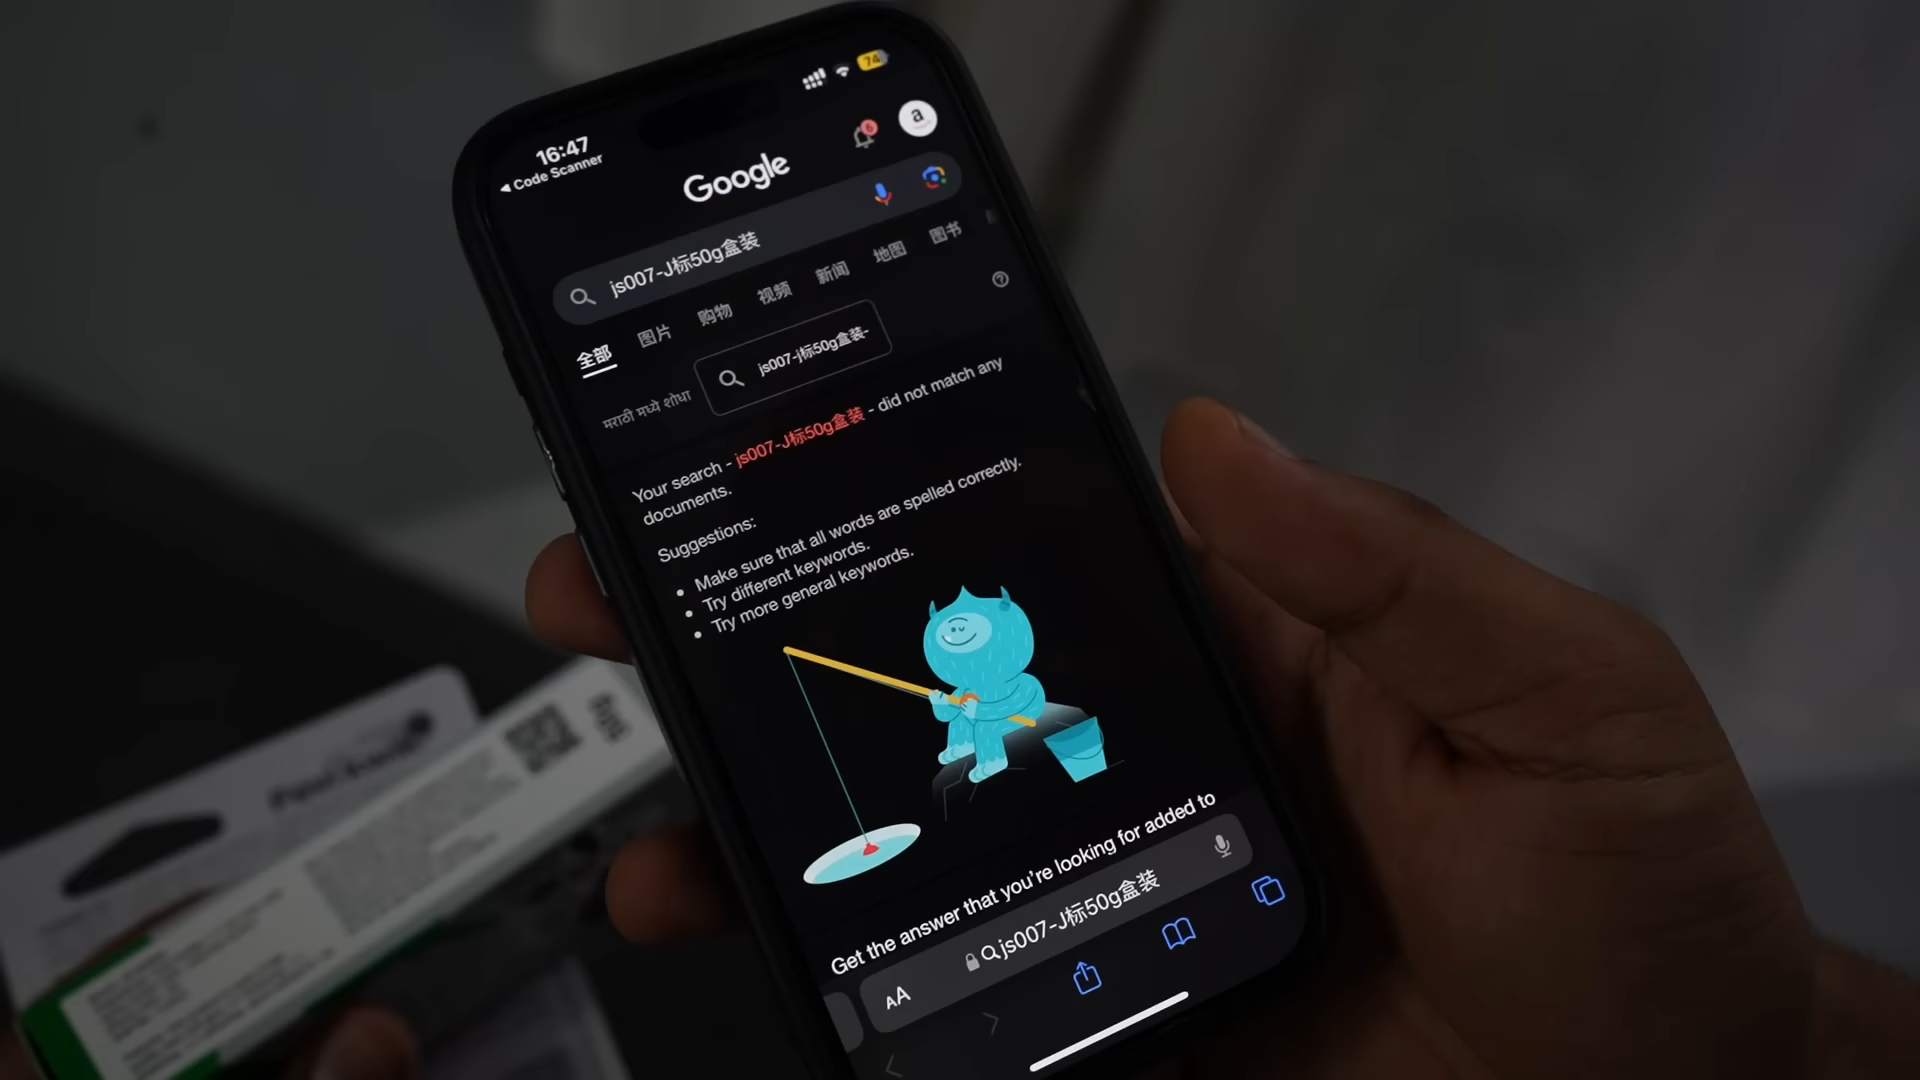 16:47
74
◀ Code Scanner
6
a
Google
js007-J标50g盒装
全部 图片 购物 视频 新闻 地图 图书
मराठी मध्ये शोधा
js007-j标50g盒装-
Your search - js007-J标50g盒装 - did not match any
documents.
Suggestions:
• Make sure that all words are spelled correctly.
• Try different keywords.
• Try more general keywords.
Get the answer that you're looking for added to
AA js007-J标50g盒装